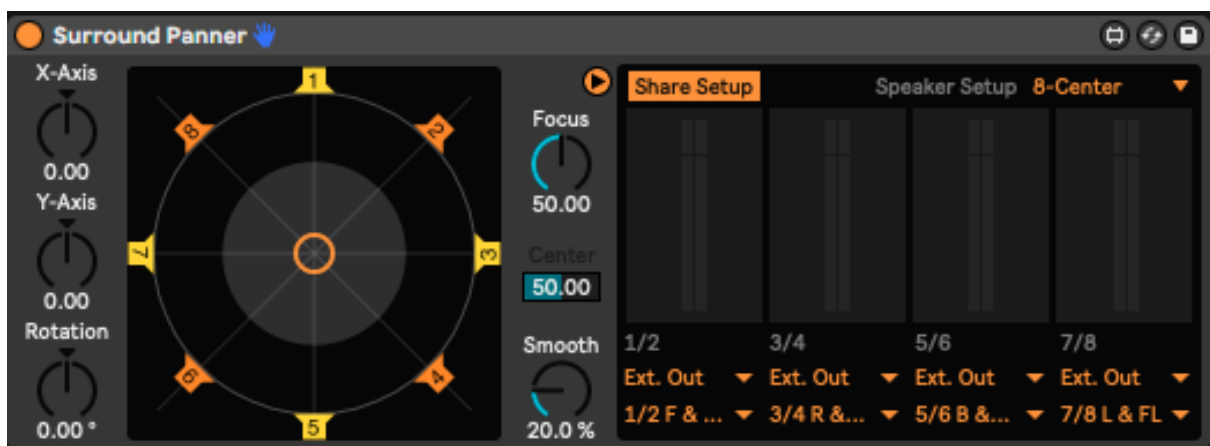 Surround Panner
X-Axis
0.00
Y-Axis
0.00
Rotation
0.00 °
1
2
3
4
5
6
7
8
Focus
50.00
Center
50.00
Smooth
20.0 %
Share Setup
Speaker Setup 8-Center
1/2 3/4 5/6 7/8
Ext. Out Ext. Out Ext. Out Ext. Out
1/2 F & ... 3/4 R &... 5/6 B &... 7/8 L & FL